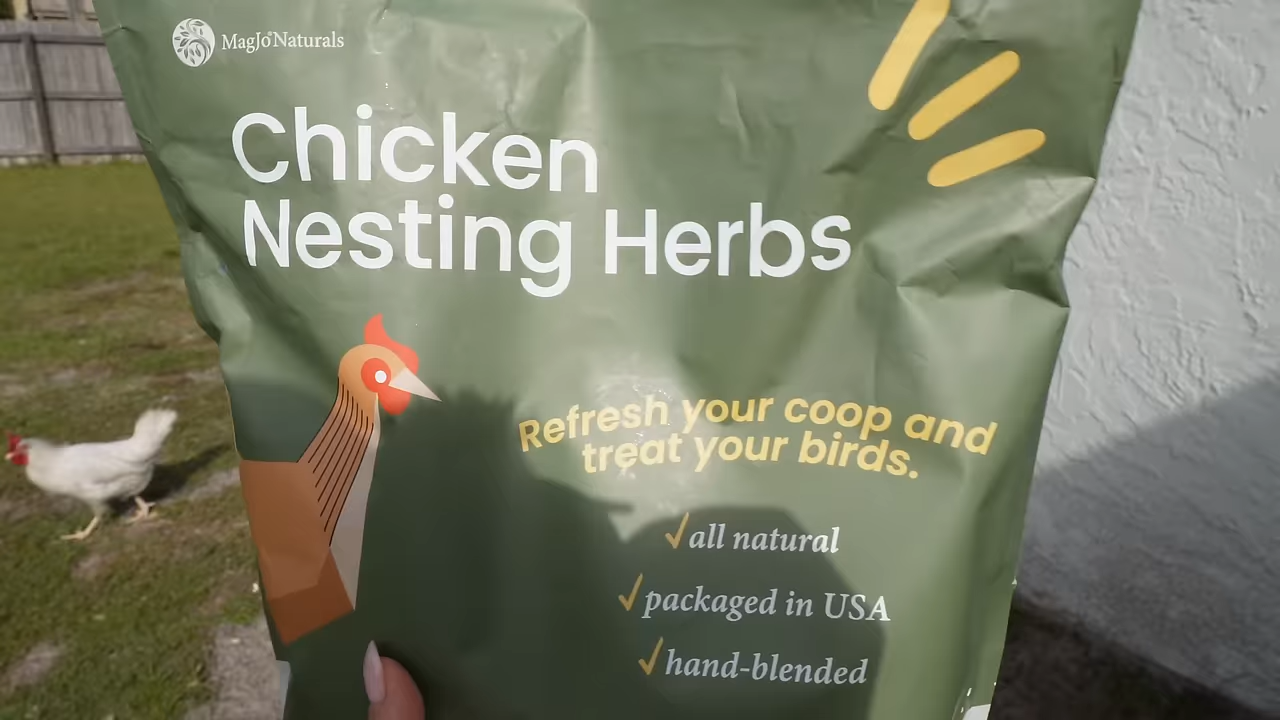 MagJo® Naturals
Chicken
Nesting Herbs
Refresh your coop and
treat your birds.
✓all natural
✓packaged in USA
✓hand-blended